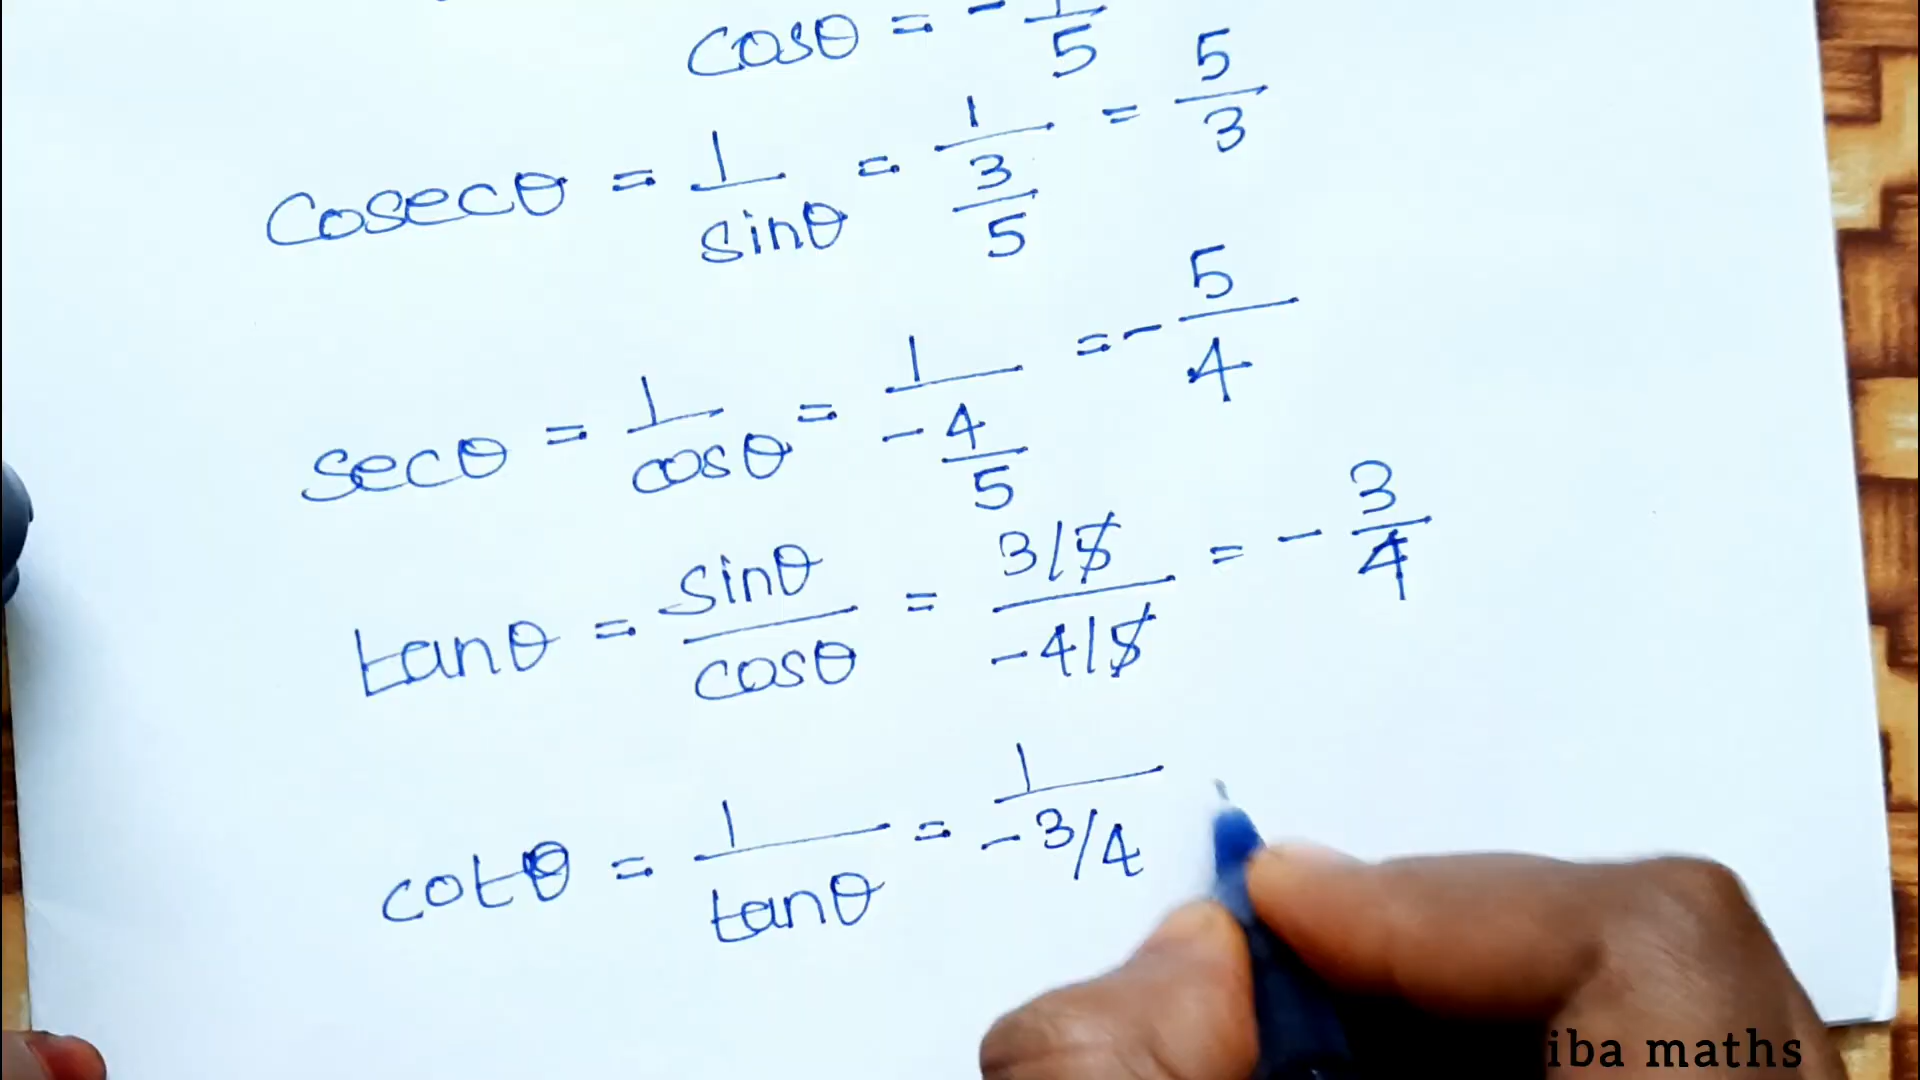 cosθ = - /5
cosecθ = 1/sinθ = 1/(3/5) = 5/3
secθ = 1/cosθ = 1/(-4/5) = -5/4
tanθ = sinθ/cosθ = (3/5)/(-4/5) = -3/4
cotθ = 1/tanθ = 1/(-3/4)
iba maths